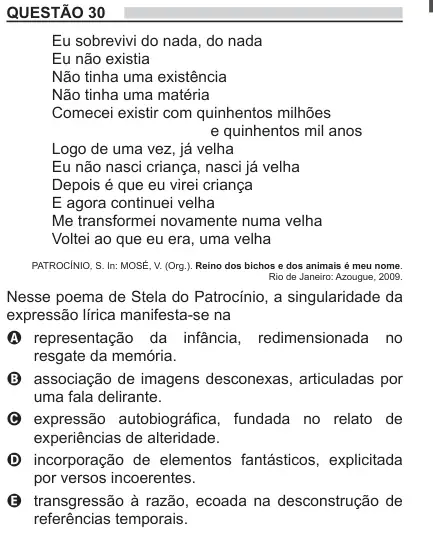 QUESTÃO 30
Eu sobrevivi do nada, do nada
Eu não existia
Não tinha uma existência
Não tinha uma matéria
Comecei existir com quinhentos milhões
e quinhentos mil anos
Logo de uma vez, já velha
Eu não nasci criança, nasci já velha
Depois é que eu virei criança
E agora continuei velha
Me transformei novamente numa velha
Voltei ao que eu era, uma velha
PATROCÍNIO, S. In: MOSÉ, V. (Org.). Reino dos bichos e dos animais é meu nome.
Rio de Janeiro: Azougue, 2009.
Nesse poema de Stela do Patrocínio, a singularidade da
expressão lírica manifesta-se na
A representação da infância, redimensionada no
resgate da memória.
B associação de imagens desconexas, articuladas por
uma fala delirante.
C expressão autobiográfica, fundada no relato de
experiências de alteridade.
D incorporação de elementos fantásticos, explicitada
por versos incoerentes.
E transgressão à razão, ecoada na desconstrução de
referências temporais.